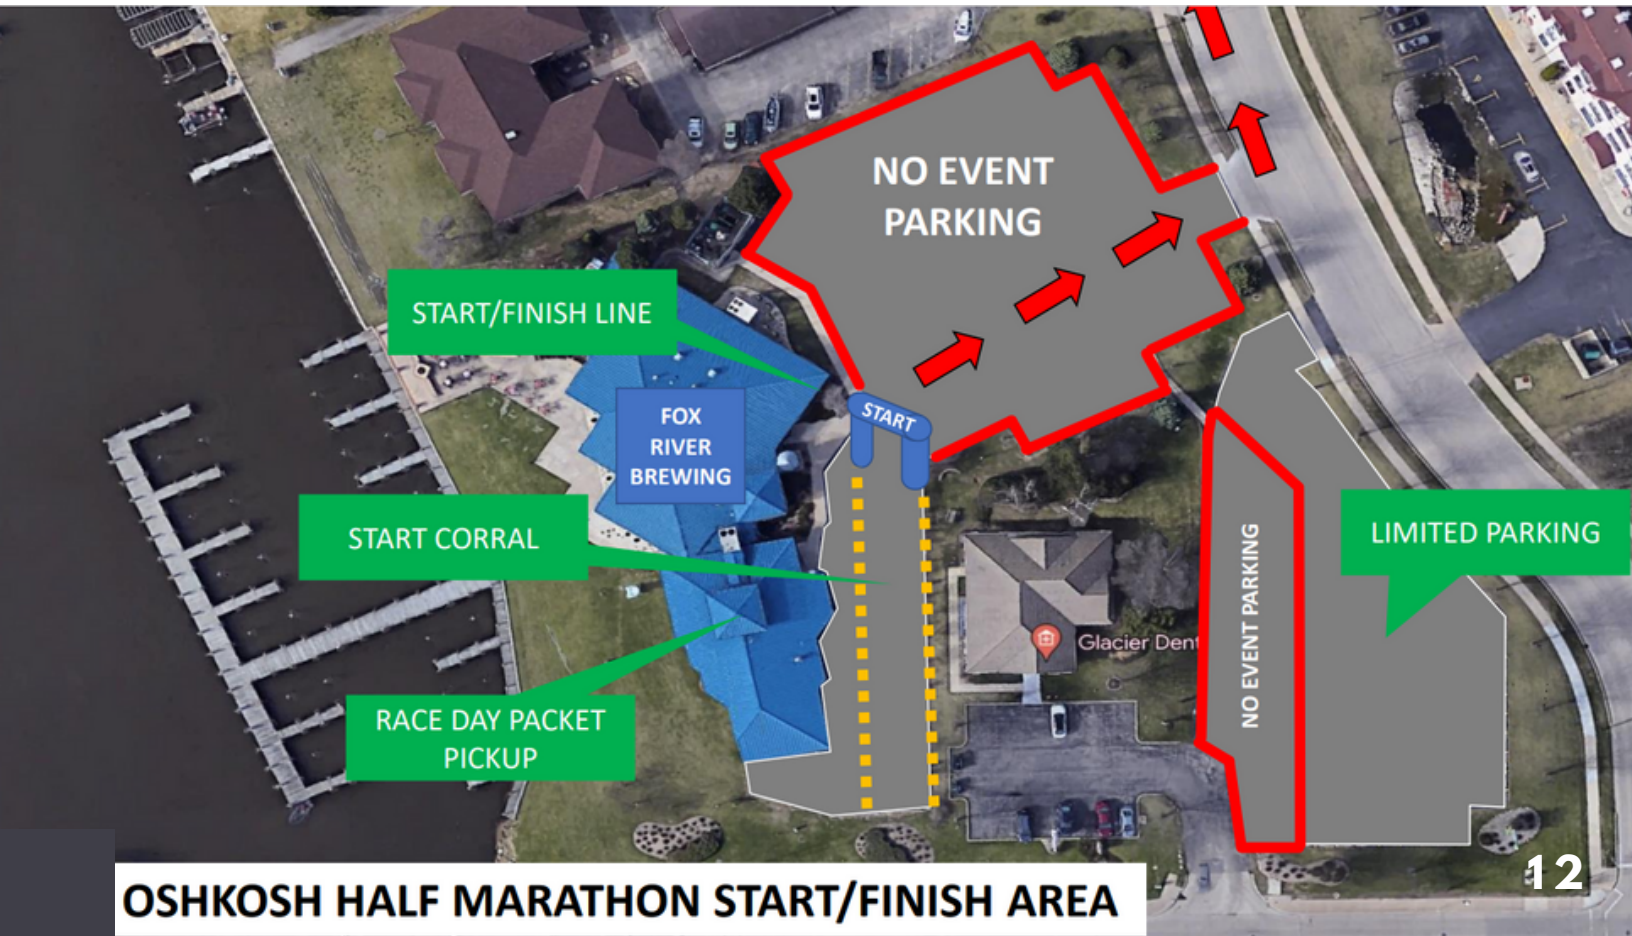 NO EVENT
PARKING
START/FINISH LINE
START
FOX
RIVER
BREWING
START CORRAL
LIMITED PARKING
NO EVENT PARKING
Glacier Dent
RACE DAY PACKET
PICKUP
OSHKOSH HALF MARATHON START/FINISH AREA
12